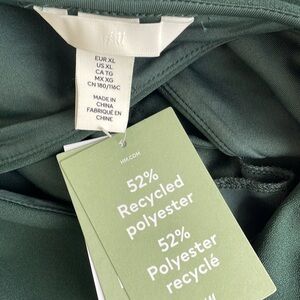 H&M
EUR XL
US XL
CA TG
MX XG
CN 180/116C
MADE IN
CHINA
FABRIQUÉ EN
CHINE
HM.COM
52%
Recycled
polyester
52%
Polyester
recyclé